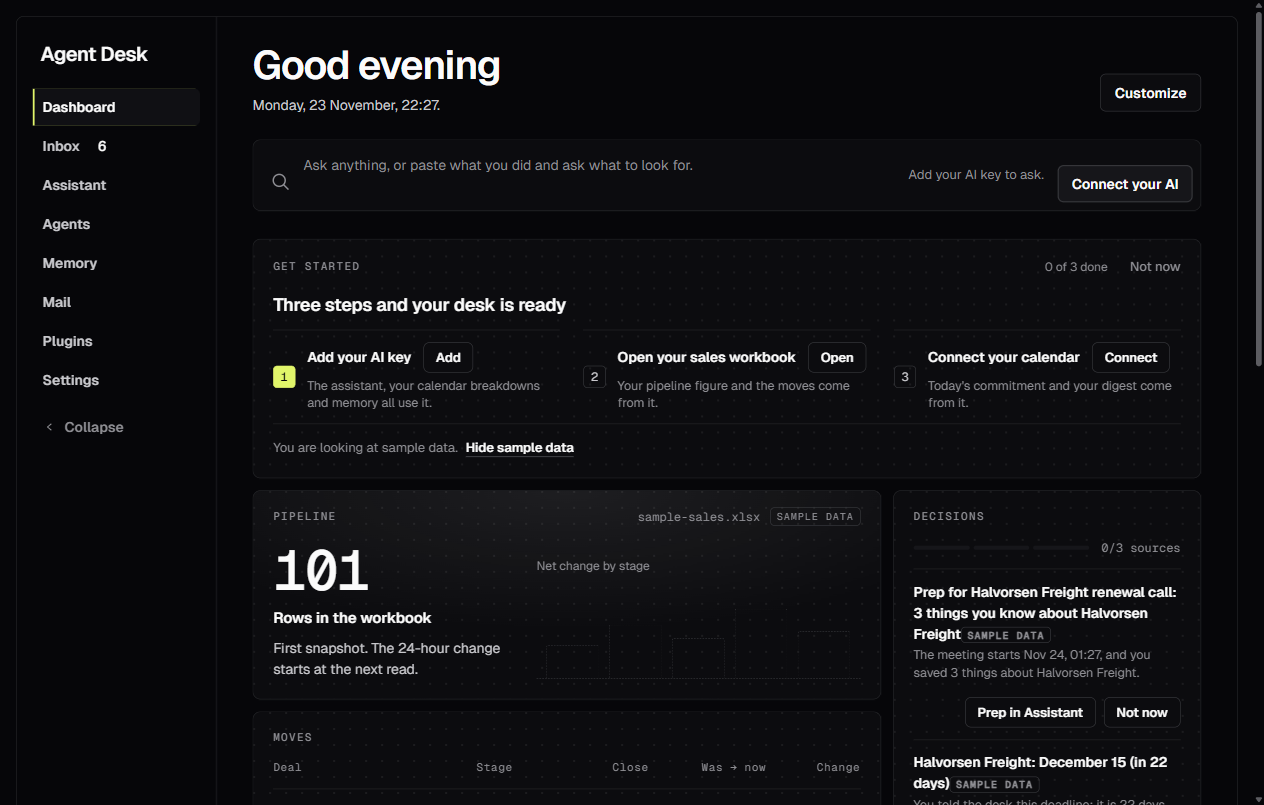 Agent Desk
Dashboard
Inbox 6
Assistant
Agents
Memory
Mail
Plugins
Settings
Collapse
Good evening
Monday, 23 November, 22:27.
Customize
Ask anything, or paste what you did and ask what to look for.
Add your AI key to ask.
Connect your AI
GET STARTED
0 of 3 done
Not now
Three steps and your desk is ready
1
Add your AI key
Add
The assistant, your calendar breakdowns
and memory all use it.
2
Open your sales workbook
Open
Your pipeline figure and the moves come
from it.
3
Connect your calendar
Connect
Today's commitment and your digest come
from it.
You are looking at sample data. Hide sample data
PIPELINE
sample-sales.xlsx
SAMPLE DATA
101
Rows in the workbook
First snapshot. The 24-hour change
starts at the next read.
Net change by stage
MOVES
Deal Stage Close Was → now Change
DECISIONS
0/3 sources
Prep for Halvorsen Freight renewal call:
3 things you know about Halvorsen
Freight SAMPLE DATA
The meeting starts Nov 24, 01:27, and you
saved 3 things about Halvorsen Freight.
Prep in Assistant
Not now
Halvorsen Freight: December 15 (in 22
days) SAMPLE DATA
You told the desk this deadline: it is 22 days